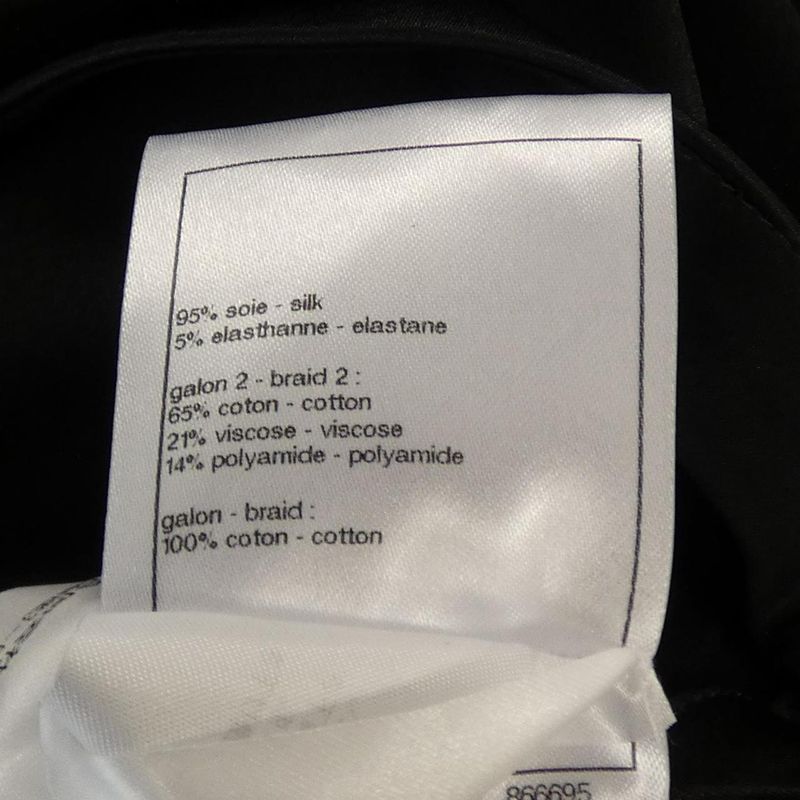 95% soie - silk
5% elasthanne - elastane
galon 2 - braid 2 :
65% coton - cotton
21% viscose - viscose
14% polyamide - polyamide
galon - braid :
100% coton - cotton
866695